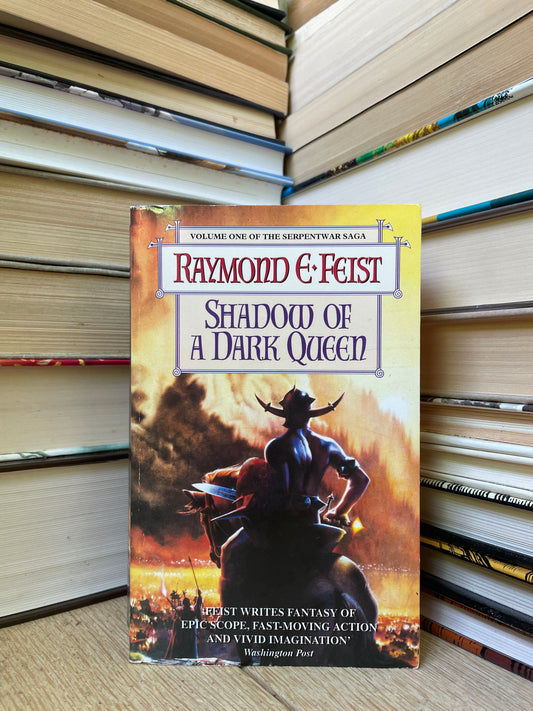 VOLUME ONE OF THE SERPENTWAR SAGA
RAYMOND E·FEIST
SHADOW OF
A DARK QUEEN
‘FEIST WRITES FANTASY OF
EPIC SCOPE, FAST-MOVING ACTION
AND VIVID IMAGINATION’
Washington Post